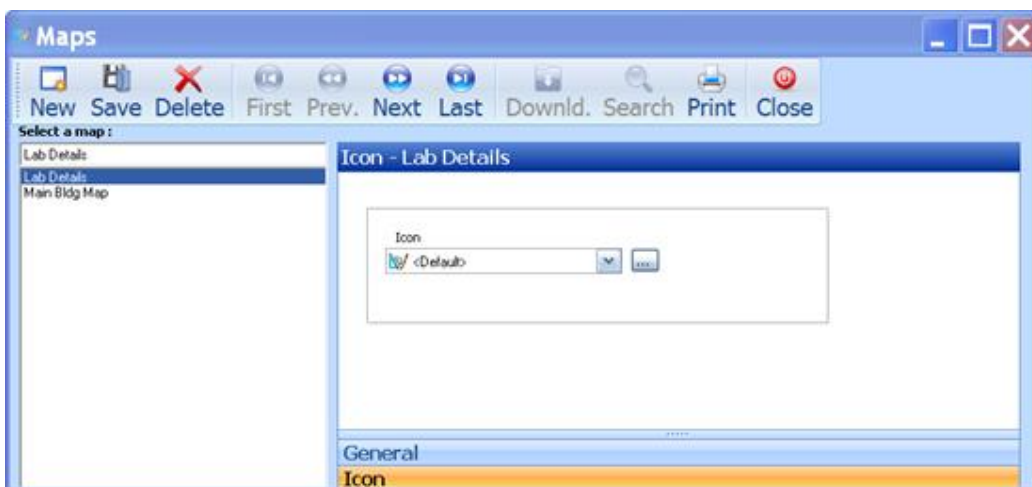 Maps
New Save Delete First Prev. Next Last Downld. Search Print Close
Select a map :
Lab Details
Lab Details
Main Bldg Map
Icon - Lab Details
Icon
<Default>
...
General
Icon